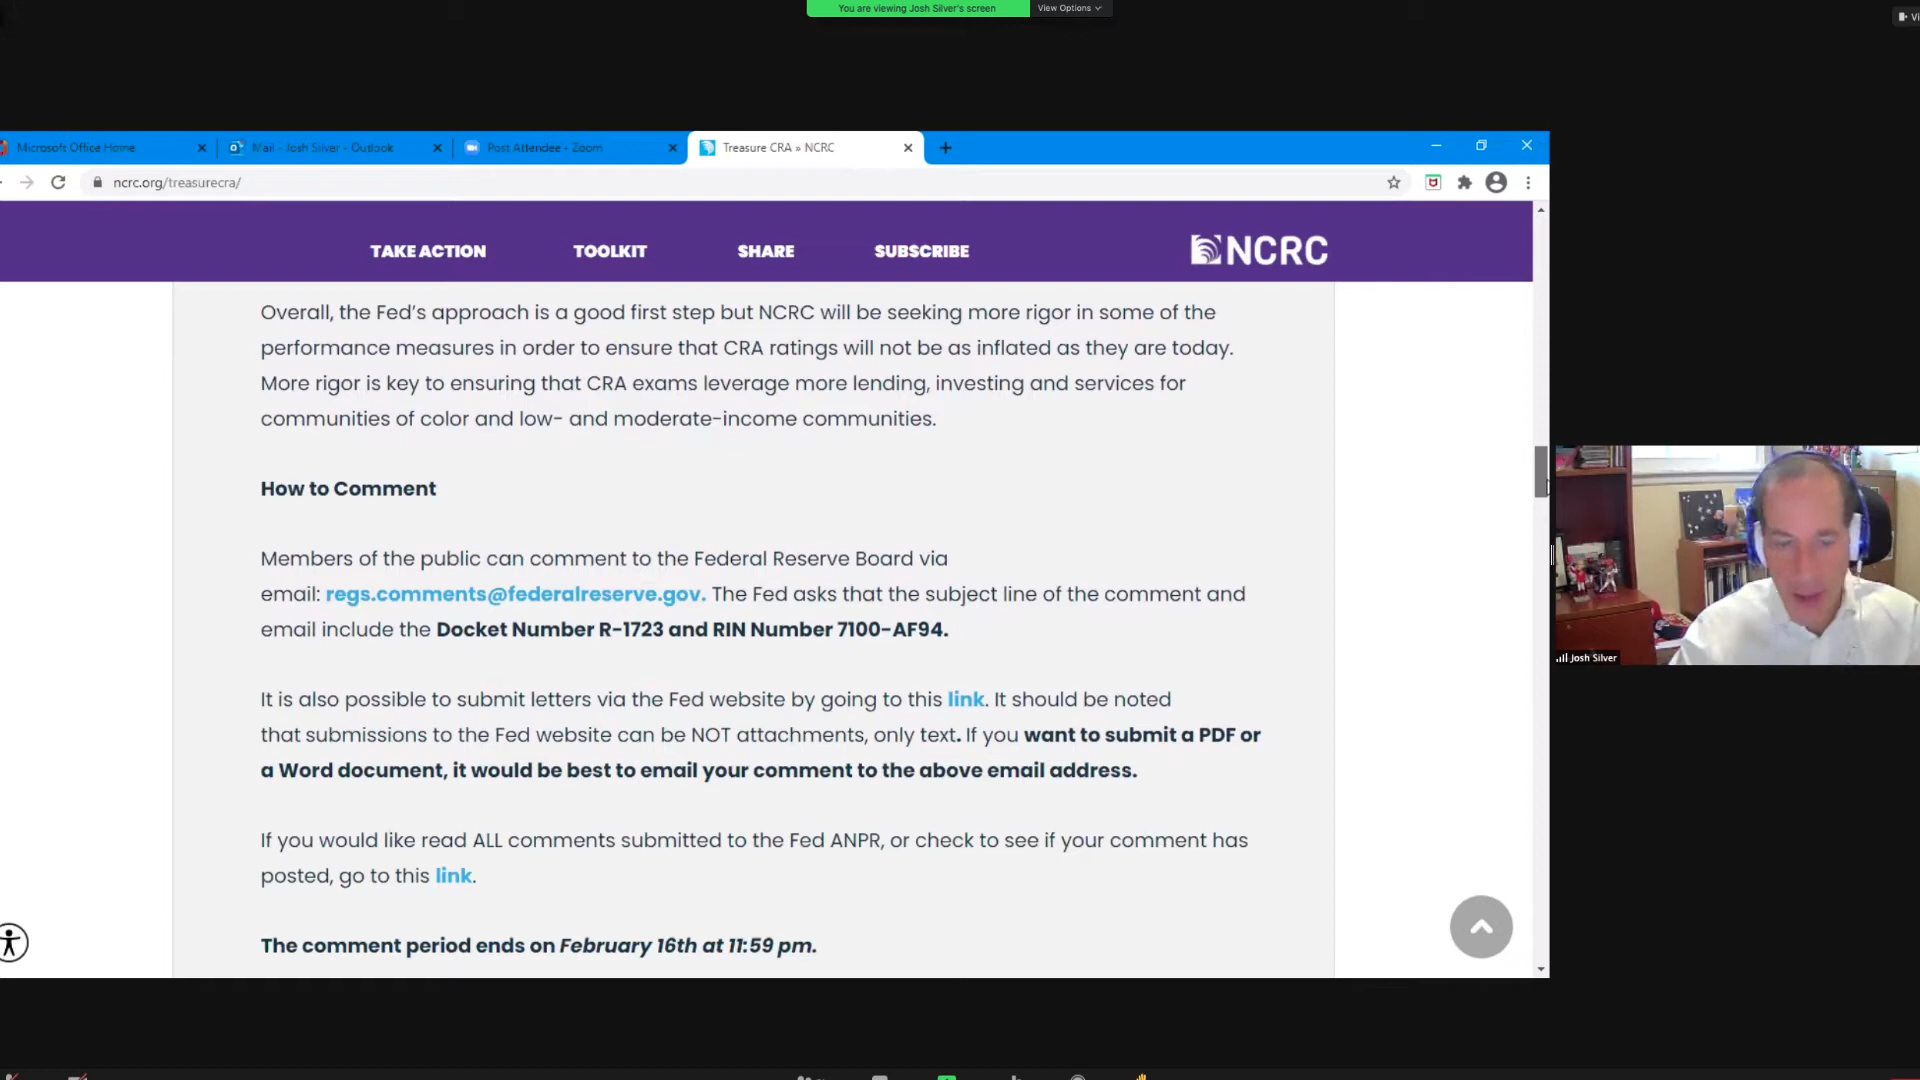 You are viewing Josh Silver's screen
View Options
Vi
Microsoft Office Home
Mail - Josh Silver - Outlook
Post Attendee - Zoom
Treasure CRA » NCRC
ncrc.org/treasurecra/
TAKE ACTION
TOOLKIT
SHARE
SUBSCRIBE
NCRC
Overall, the Fed's approach is a good first step but NCRC will be seeking more rigor in some of the
performance measures in order to ensure that CRA ratings will not be as inflated as they are today.
More rigor is key to ensuring that CRA exams leverage more lending, investing and services for
communities of color and low- and moderate-income communities.
How to Comment
Members of the public can comment to the Federal Reserve Board via
email: regs.comments@federalreserve.gov. The Fed asks that the subject line of the comment and
email include the Docket Number R-1723 and RIN Number 7100-AF94.
It is also possible to submit letters via the Fed website by going to this link. It should be noted
that submissions to the Fed website can be NOT attachments, only text. If you want to submit a PDF or
a Word document, it would be best to email your comment to the above email address.
If you would like read ALL comments submitted to the Fed ANPR, or check to see if your comment has
posted, go to this link.
The comment period ends on February 16th at 11:59 pm.
Josh Silver